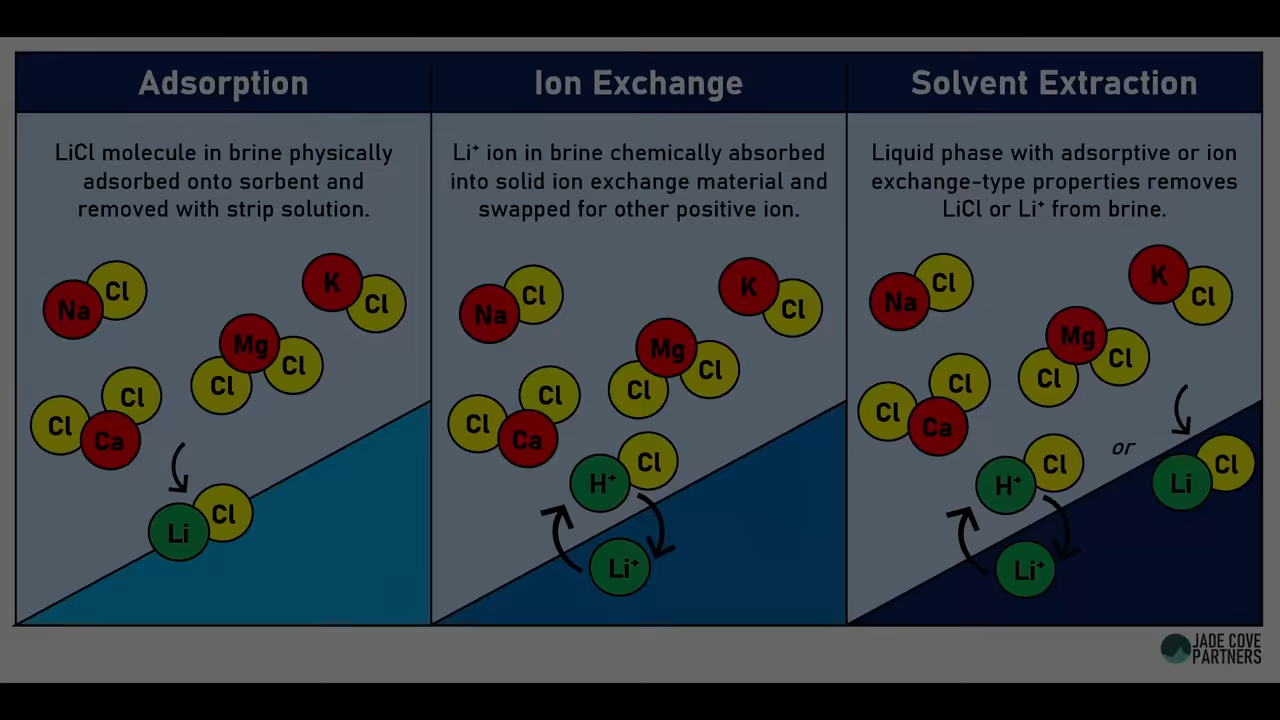 Adsorption
LiCl molecule in brine physically
adsorbed onto sorbent and
removed with strip solution.
Na
Cl
K
Cl
Mg
Cl
Cl
Cl
Cl
Ca
Li
Cl
Ion Exchange
Li⁺ ion in brine chemically absorbed
into solid ion exchange material and
swapped for other positive ion.
Na
Cl
K
Cl
Mg
Cl
Cl
Cl
Cl
Ca
H⁺
Cl
Li⁺
Solvent Extraction
Liquid phase with adsorptive or ion
exchange-type properties removes
LiCl or Li⁺ from brine.
Na
Cl
K
Cl
Mg
Cl
Cl
Cl
Cl
Ca
H⁺
Cl
or
Li
Cl
Li⁺
JADE COVE
PARTNERS